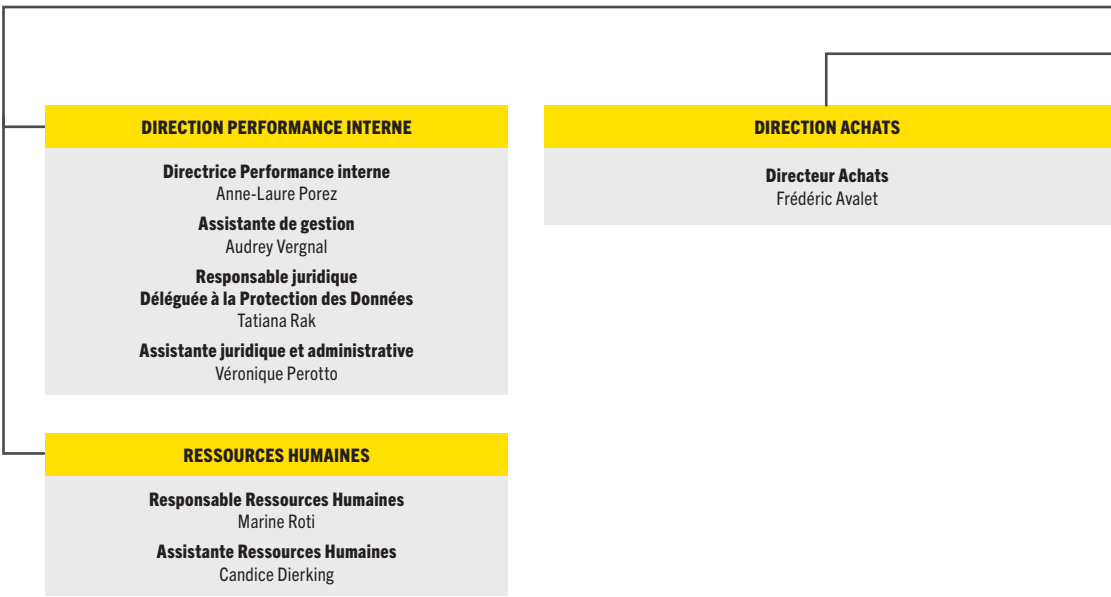 DIRECTION PERFORMANCE INTERNE
Directrice Performance interne
Anne-Laure Porez
Assistante de gestion
Audrey Vergnal
Responsable juridique
Déléguée à la Protection des Données
Tatiana Rak
Assistante juridique et administrative
Véronique Perotto
RESSOURCES HUMAINES
Responsable Ressources Humaines
Marine Roti
Assistante Ressources Humaines
Candice Dierking
DIRECTION ACHATS
Directeur Achats
Frédéric Avalet